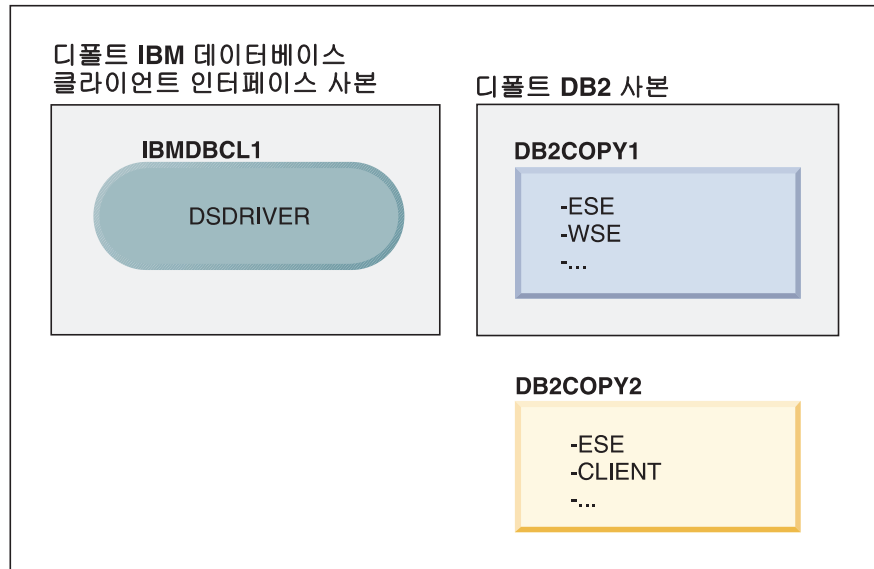 디폴트 IBM 데이터베이스
클라이언트 인터페이스 사본
IBMDBCL1
DSDRIVER
디폴트 DB2 사본
DB2COPY1
-ESE
-WSE
-...
DB2COPY2
-ESE
-CLIENT
-...